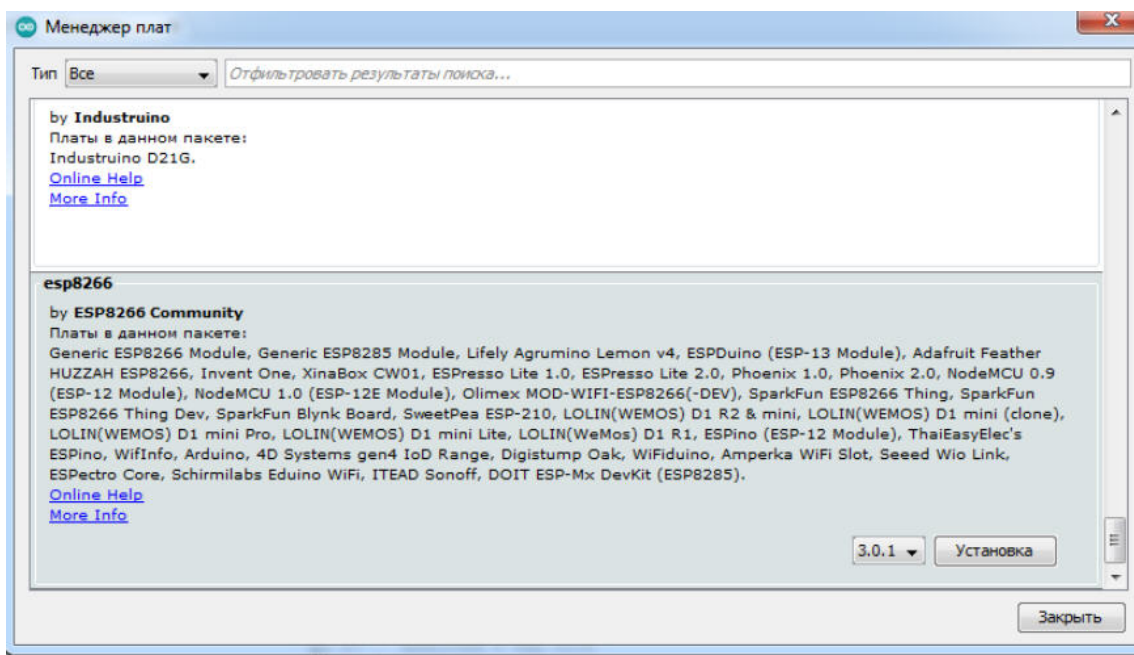 Менеджер плат
Тип Все Отфильтровать результаты поиска...
by Industruino
Платы в данном пакете:
Industruino D21G.
Online Help
More Info
esp8266
by ESP8266 Community
Платы в данном пакете:
Generic ESP8266 Module, Generic ESP8285 Module, Lifely Agrumino Lemon v4, ESPDuino (ESP-13 Module), Adafruit Feather
HUZZAH ESP8266, Invent One, XinaBox CW01, ESPresso Lite 1.0, ESPresso Lite 2.0, Phoenix 1.0, Phoenix 2.0, NodeMCU 0.9
(ESP-12 Module), NodeMCU 1.0 (ESP-12E Module), Olimex MOD-WIFI-ESP8266(-DEV), SparkFun ESP8266 Thing, SparkFun
ESP8266 Thing Dev, SparkFun Blynk Board, SweetPea ESP-210, LOLIN(WEMOS) D1 R2 & mini, LOLIN(WEMOS) D1 mini (clone),
LOLIN(WEMOS) D1 mini Pro, LOLIN(WEMOS) D1 mini Lite, LOLIN(WeMos) D1 R1, ESPino (ESP-12 Module), ThaiEasyElec's
ESPino, WifInfo, Arduino, 4D Systems gen4 IoD Range, Digistump Oak, WiFiduino, Amperka WiFi Slot, Seeed Wio Link,
ESPectro Core, Schirmilabs Eduino WiFi, ITEAD Sonoff, DOIT ESP-Mx DevKit (ESP8285).
Online Help
More Info
3.0.1 Установка
Закрыть